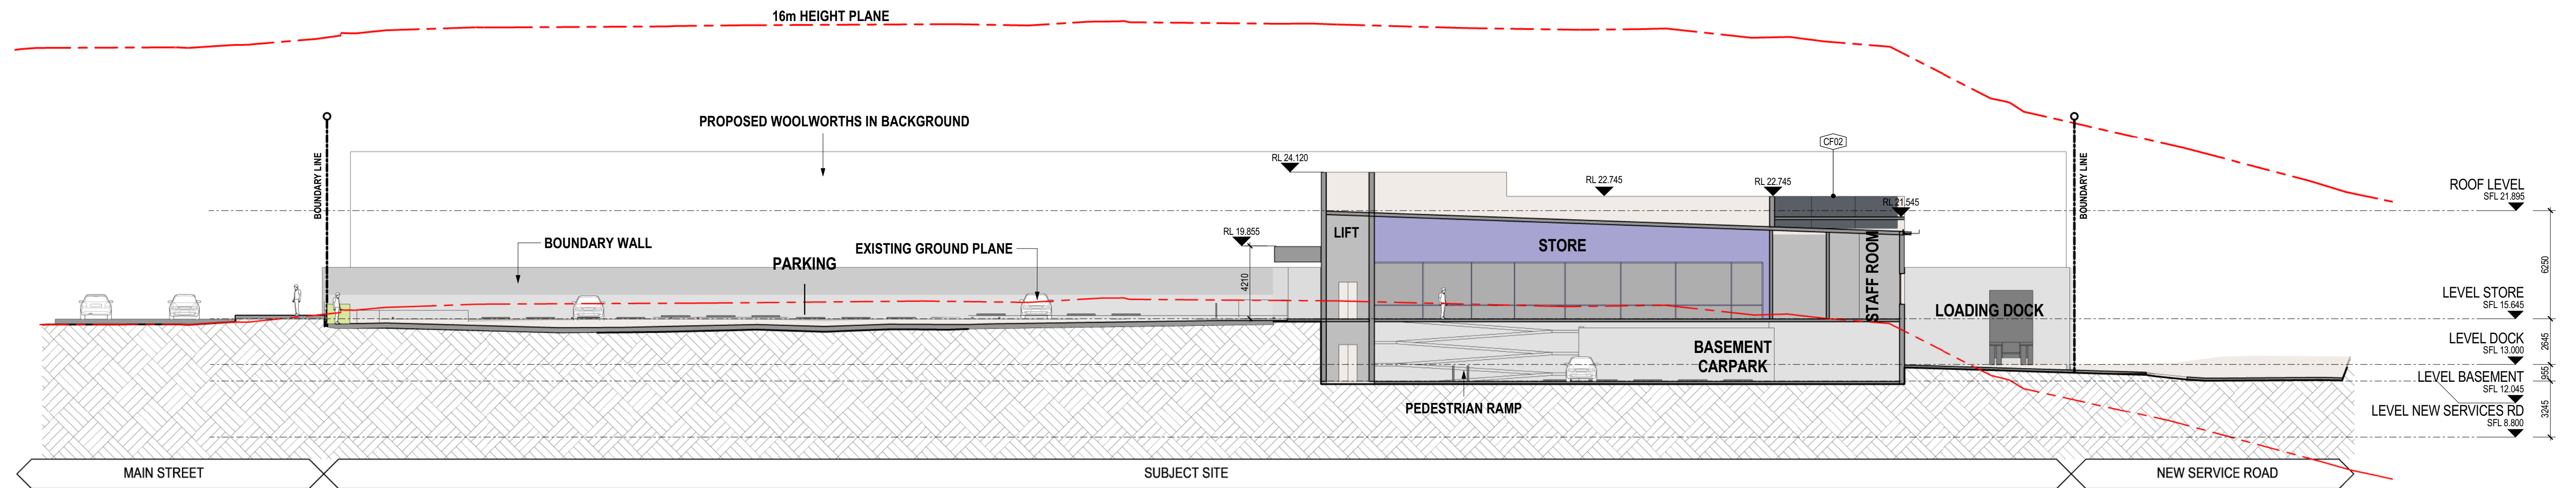 16m HEIGHT PLANE
PROPOSED WOOLWORTHS IN BACKGROUND
BOUNDARY LINE
RL 24.120
CF02
RL 22.745
RL 22.745
RL 21.545
BOUNDARY LINE
ROOF LEVEL
SFL 21.895
BOUNDARY WALL
EXISTING GROUND PLANE
PARKING
RL 19.855
4210
LIFT
STORE
STAFF ROOM
LOADING DOCK
6250
LEVEL STORE
SFL 15.645
2645
LEVEL DOCK
SFL 13.000
955
BASEMENT
CARPARK
PEDESTRIAN RAMP
LEVEL BASEMENT
SFL 12.045
3245
LEVEL NEW SERVICES RD
SFL 8.800
MAIN STREET
SUBJECT SITE
NEW SERVICE ROAD